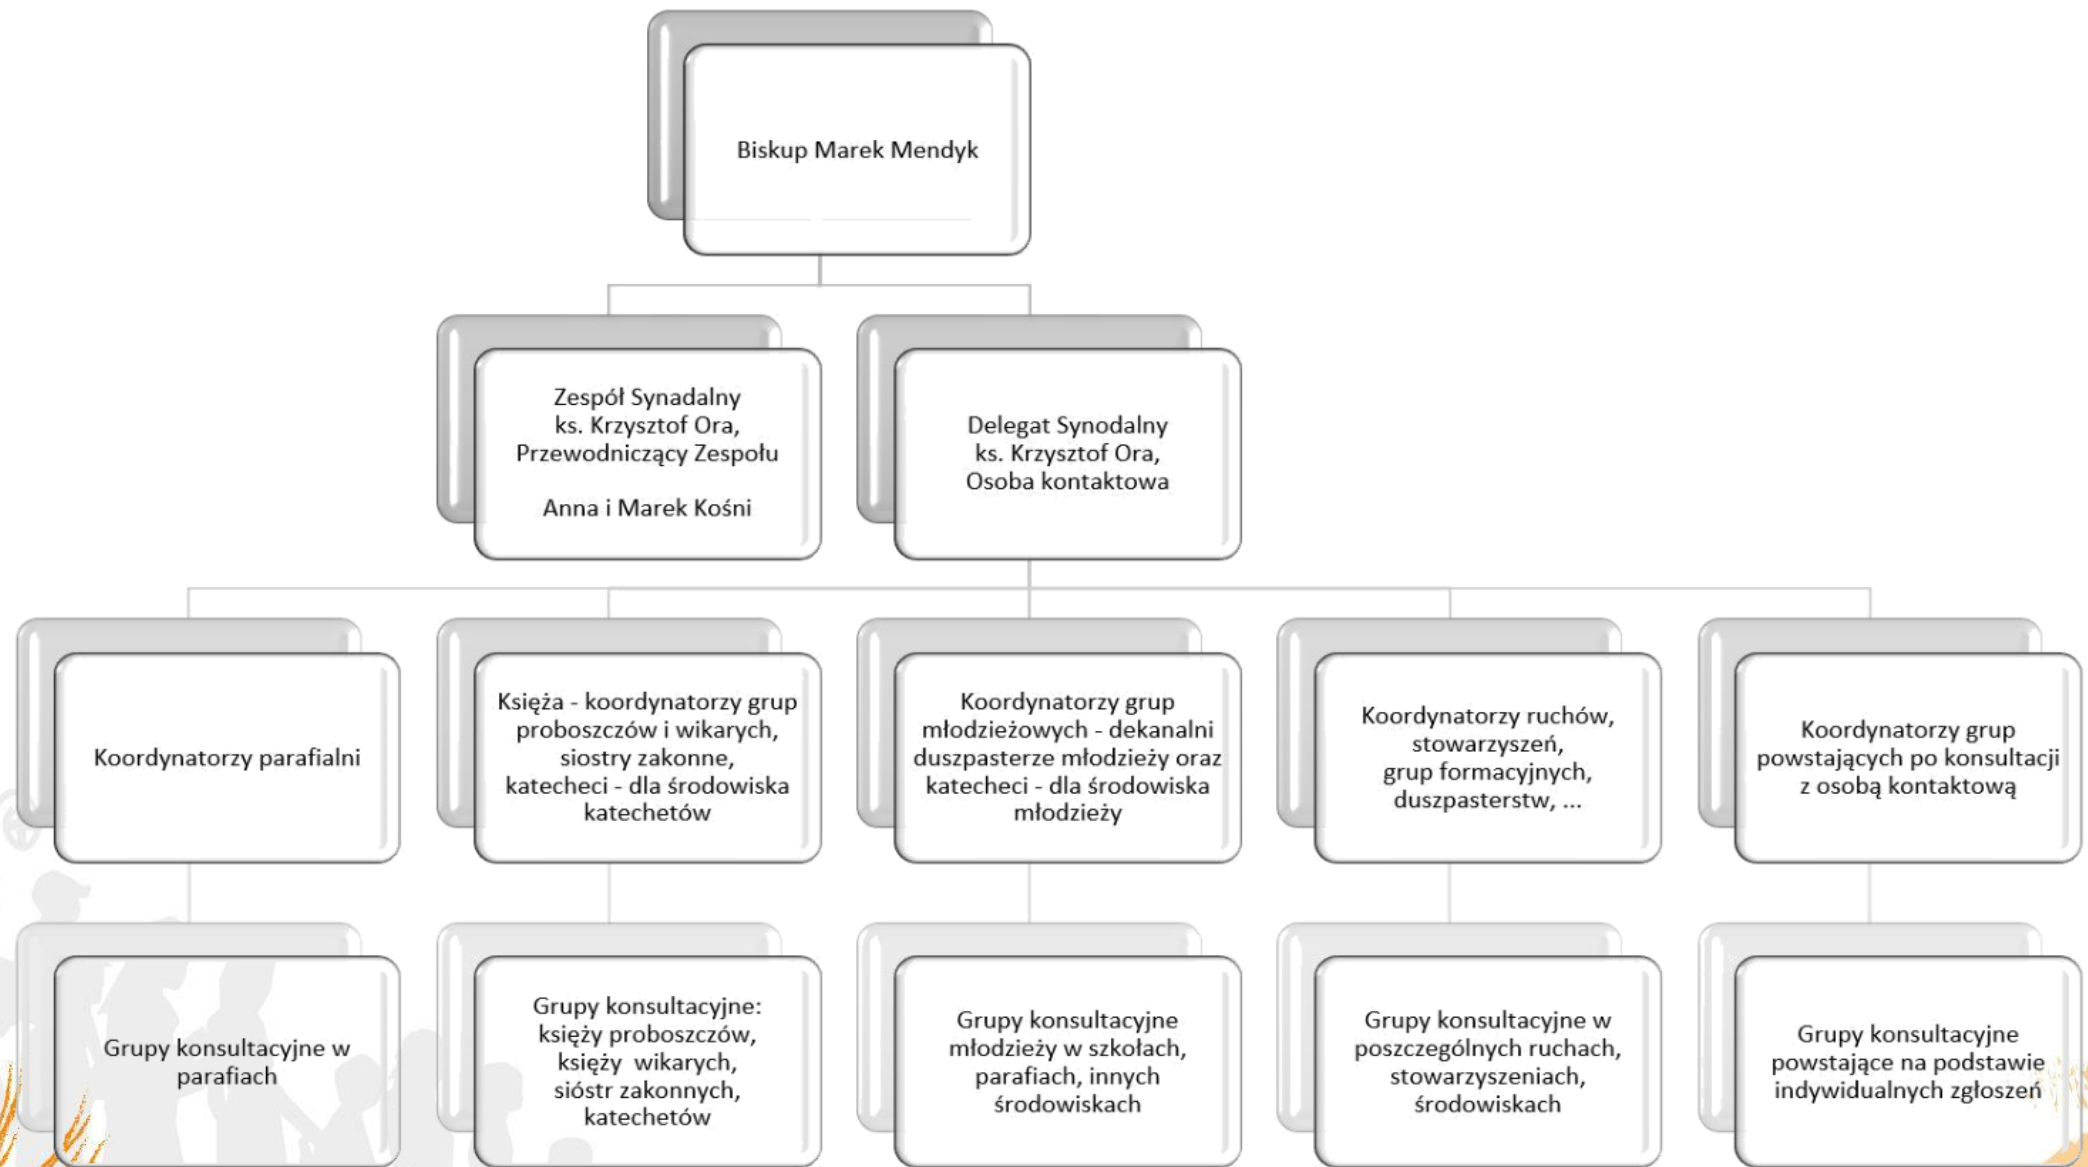 Biskup Marek Mendyk
Zespół Synadalny
ks. Krzysztof Ora,
Przewodniczący Zespołu
Anna i Marek Kośni
Delegat Synodalny
ks. Krzysztof Ora,
Osoba kontaktowa
Koordynatorzy parafialni
Księża - koordynatorzy grup
proboszczów i wikarych,
siostry zakonne,
katecheci - dla środowiska
katechetów
Koordynatorzy grup
młodzieżowych - dekanalni
duszpasterze młodzieży oraz
katecheci - dla środowiska
młodzieży
Koordynatorzy ruchów,
stowarzyszeń,
grup formacyjnych,
duszpasterstw, ...
Koordynatorzy grup
powstających po konsultacji
z osobą kontaktową
Grupy konsultacyjne w
parafiach
Grupy konsultacyjne:
księży proboszczów,
księży wikarych,
sióstr zakonnych,
katechetów
Grupy konsultacyjne
młodzieży w szkołach,
parafiach, innych
środowiskach
Grupy konsultacyjne w
poszczególnych ruchach,
stowarzyszeniach,
środowiskach
Grupy konsultacyjne
powstające na podstawie
indywidualnych zgłoszeń